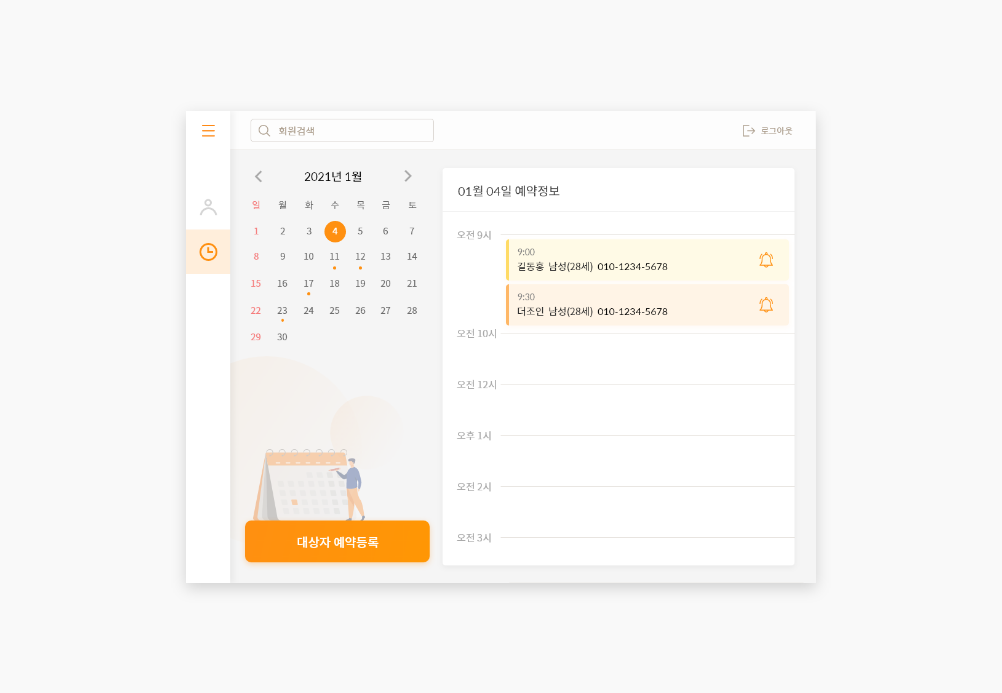 회원검색
로그아웃
2021년 1월
일 월 화 수 목 금 토
1 2 3 4 5 6 7
8 9 10 11 12 13 14
15 16 17 18 19 20 21
22 23 24 25 26 27 28
29 30
대상자 예약등록
01월 04일 예약정보
오전 9시
9:00
길동홍 남성(28세) 010-1234-5678
9:30
더조인 남성(28세) 010-1234-5678
오전 10시
오전 12시
오후 1시
오전 2시
오전 3시